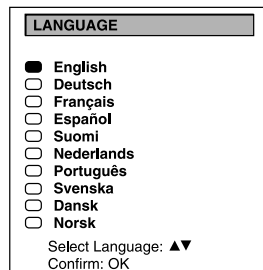 LANGUAGE
English
Deutsch
Français
Español
Suomi
Nederlands
Português
Svenska
Dansk
Norsk
Select Language: ▲▼
Confirm: OK